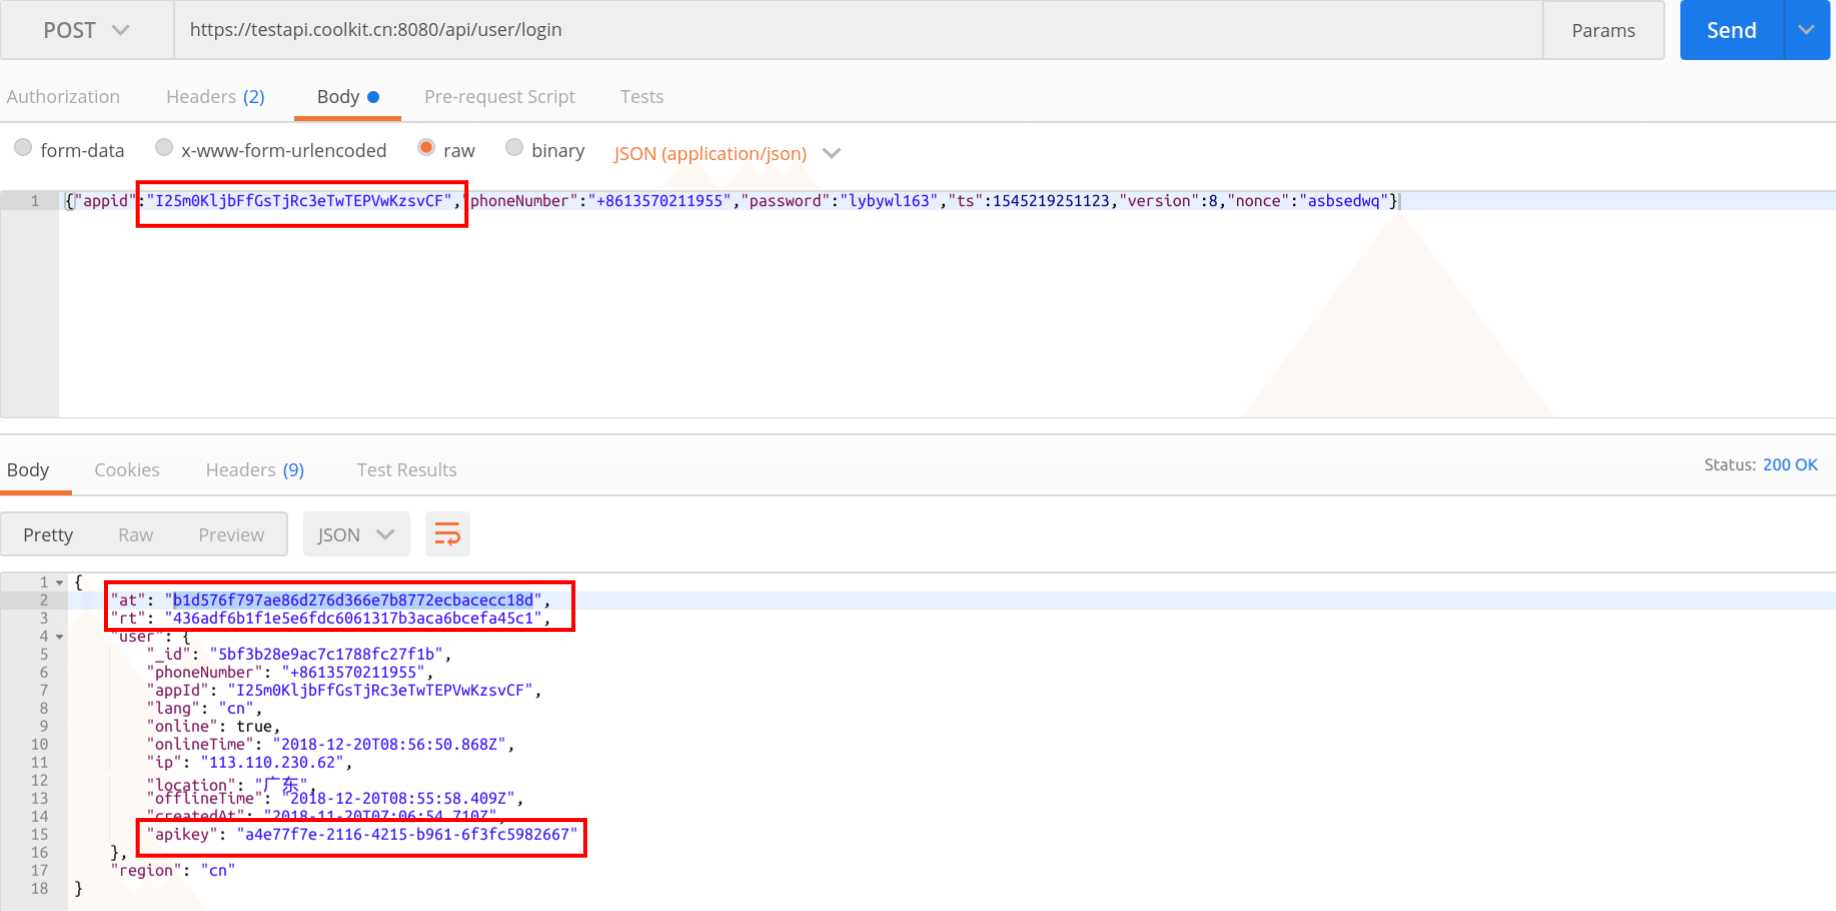 POST https://testapi.coolkit.cn:8080/api/user/login Params Send
Authorization Headers (2) Body Pre-request Script Tests
form-data x-www-form-urlencoded raw binary JSON (application/json)
1 {"appid":"I25m0KljbFfGsTjRc3eTwTEPVwKzsvCF","phoneNumber":"+8613570211955","password":"lybywl163","ts":1545219251123,"version":8,"nonce":"asbsedwq"}
Body Cookies Headers (9) Test Results Status: 200 OK
Pretty Raw Preview JSON
1 {
2 "at": "b1d576f797ae86d276d366e7b8772ecbacecc18d",
3 "rt": "436adf6b1f1e5e6fdc6061317b3aca6bcefa45c1",
4 "user": {
5 "_id": "5bf3b28e9ac7c1788fc27f1b",
6 "phoneNumber": "+8613570211955",
7 "appId": "I25m0KljbFfGsTjRc3eTwTEPVwKzsvCF",
8 "lang": "cn",
9 "online": true,
10 "onlineTime": "2018-12-20T08:56:50.868Z",
11 "ip": "113.110.230.62",
12 "location": "广东",
13 "offlineTime": "2018-12-20T08:55:58.409Z",
14 "createdAt": "2018-11-20T07:06:54.710Z",
15 "apikey": "a4e77f7e-2116-4215-b961-6f3fc5982667"
16 },
17 "region": "cn"
18 }